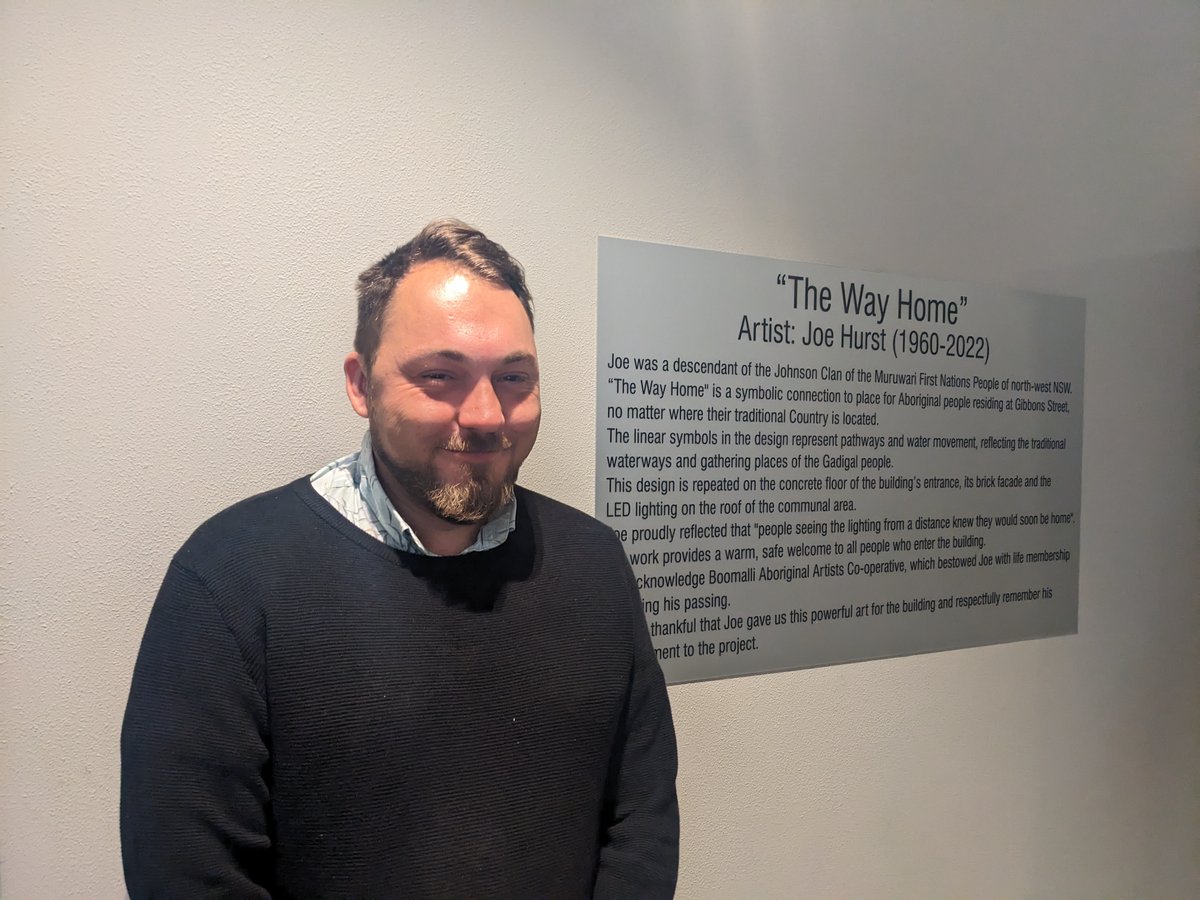 “The Way Home”
Artist: Joe Hurst (1960-2022)
Joe was a descendant of the Johnson Clan of the Muruwari First Nations People of north-west NSW.
“The Way Home" is a symbolic connection to place for Aboriginal people residing at Gibbons Street,
no matter where their traditional Country is located.
The linear symbols in the design represent pathways and water movement, reflecting the traditional
waterways and gathering places of the Gadigal people.
This design is repeated on the concrete floor of the building's entrance, its brick facade and the
LED lighting on the roof of the communal area.
proudly reflected that "people seeing the lighting from a distance knew they would soon be home".
work provides a warm, safe welcome to all people who enter the building.
cknowledge Boomalli Aboriginal Artists Co-operative, which bestowed Joe with life membership
ing his passing.
thankful that Joe gave us this powerful art for the building and respectfully remember his
ment to the project.